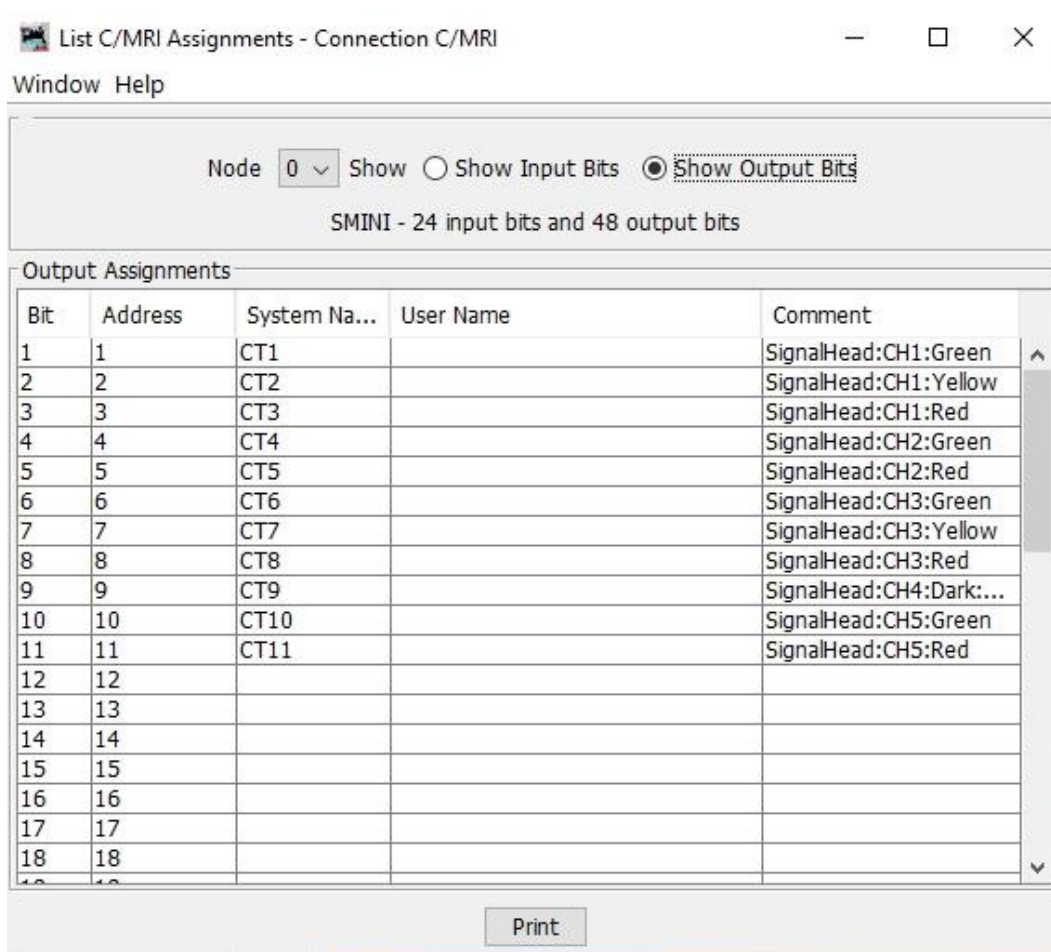 List C/MRI Assignments - Connection C/MRI
Window Help
Node 0 Show Show Input Bits Show Output Bits
SMINI - 24 input bits and 48 output bits
Output Assignments
Bit Address System Na... User Name Comment
1 1 CT1 SignalHead:CH1:Green
2 2 CT2 SignalHead:CH1:Yellow
3 3 CT3 SignalHead:CH1:Red
4 4 CT4 SignalHead:CH2:Green
5 5 CT5 SignalHead:CH2:Red
6 6 CT6 SignalHead:CH3:Green
7 7 CT7 SignalHead:CH3:Yellow
8 8 CT8 SignalHead:CH3:Red
9 9 CT9 SignalHead:CH4:Dark:...
10 10 CT10 SignalHead:CH5:Green
11 11 CT11 SignalHead:CH5:Red
12 12
13 13
14 14
15 15
16 16
17 17
18 18
Print